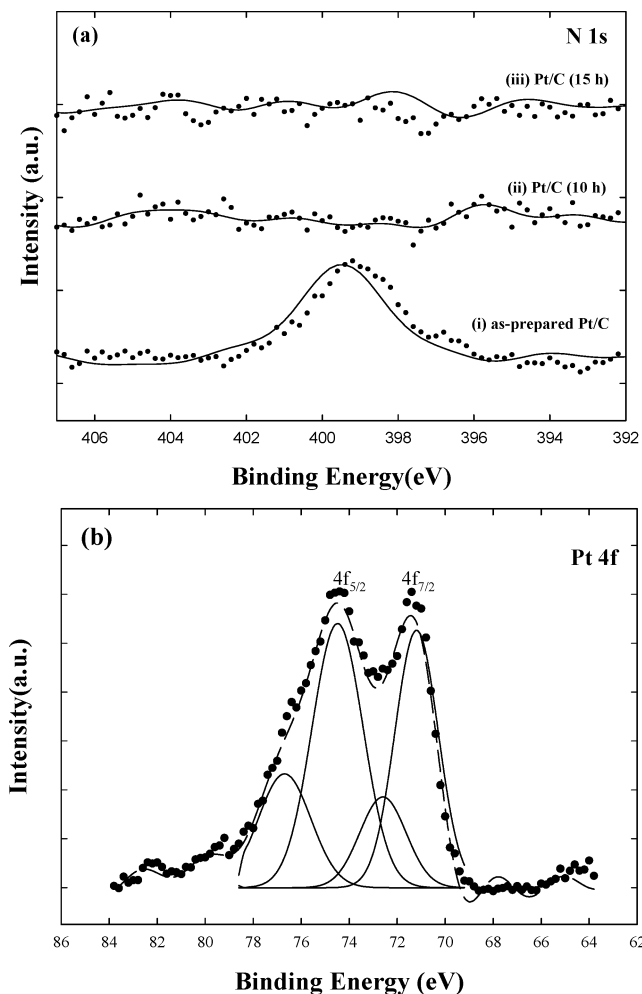 (a)
N 1s
(iii) Pt/C (15 h)
(ii) Pt/C (10 h)
(i) as-prepared Pt/C
Intensity (a.u.)
406 404 402 400 398 396 394 392
Binding Energy(eV)
(b)
Pt 4f
4f5/2 4f7/2
Intensity(a.u.)
86 84 82 80 78 76 74 72 70 68 66 64 62
Binding Energy (eV)